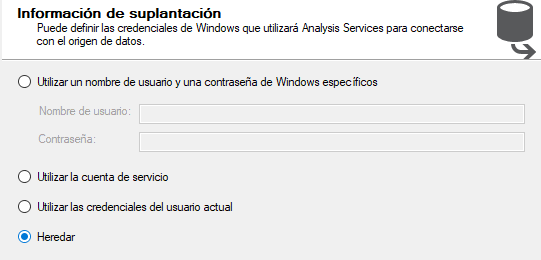 Información de suplantación
Puede definir las credenciales de Windows que utilizará Analysis Services para conectarse
con el origen de datos.
Utilizar un nombre de usuario y una contraseña de Windows específicos
Nombre de usuario:
Contraseña:
Utilizar la cuenta de servicio
Utilizar las credenciales del usuario actual
Heredar